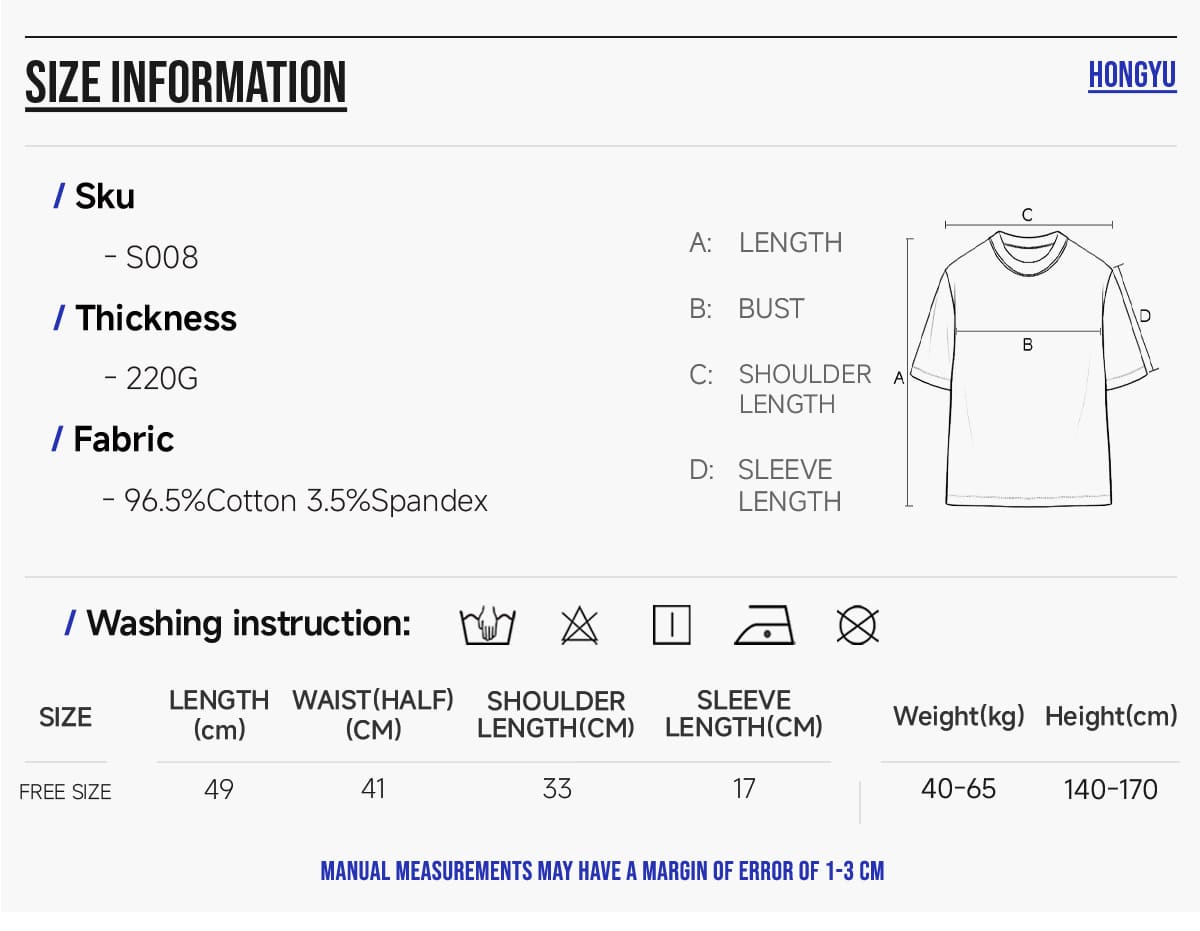 SIZE INFORMATION
HONGYU
/ Sku
- S008
/ Thickness
- 220G
/ Fabric
- 96.5%Cotton 3.5%Spandex
A: LENGTH
B: BUST
C: SHOULDER
LENGTH
D: SLEEVE
LENGTH
C
D
B
A
/ Washing instruction:
SIZE
LENGTH
(cm)
WAIST(HALF)
(CM)
SHOULDER
LENGTH(CM)
SLEEVE
LENGTH(CM)
Weight(kg)
Height(cm)
FREE SIZE
49
41
33
17
40-65
140-170
MANUAL MEASUREMENTS MAY HAVE A MARGIN OF ERROR OF 1-3 CM